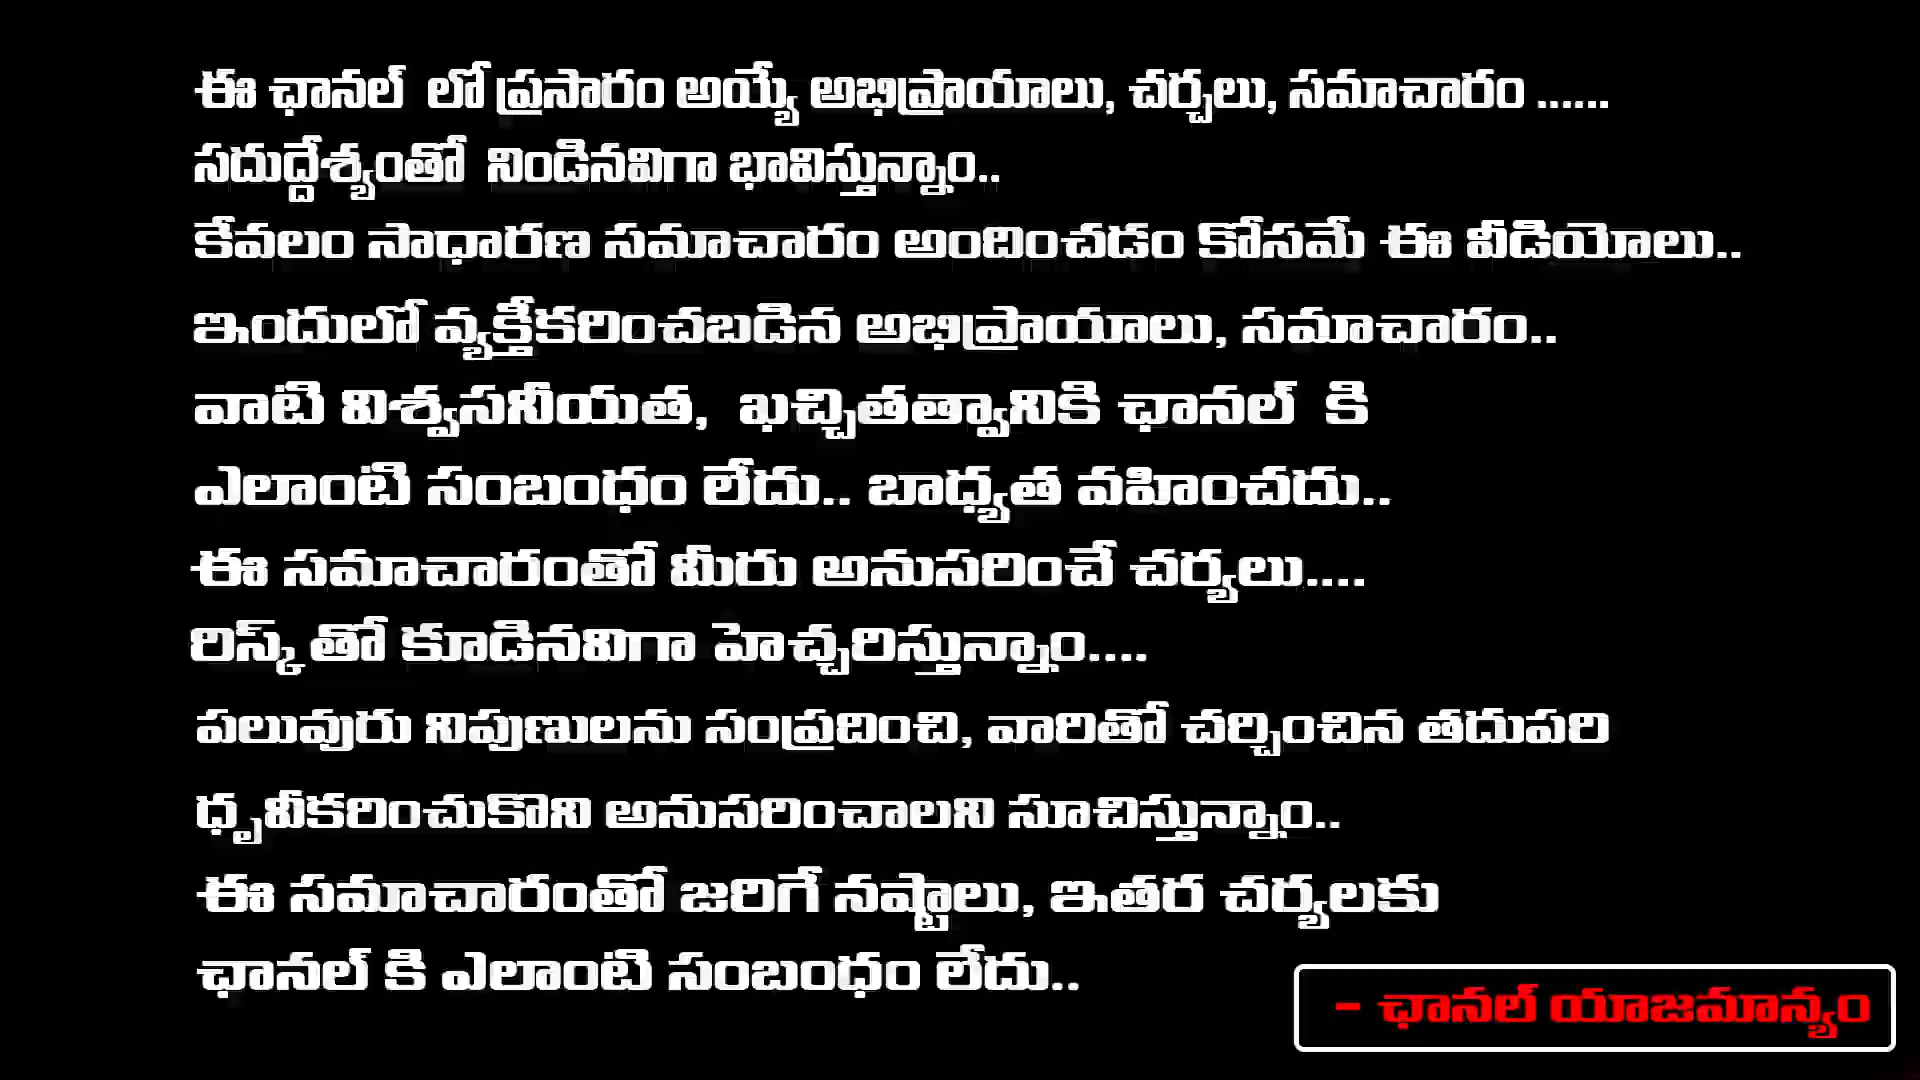 ఈ ఛానల్ లో ప్రసారం అయ్యే అభిప్రాయాలు, చర్చలు, సమాచారం ......
సదుద్దేశ్యంతో నిండినవిగా భావిస్తున్నాం..
కేవలం సాధారణ సమాచారం అందించడం కోసమే ఈ వీడియోలు..
ఇందులో వ్యక్తీకరించబడిన అభిప్రాయాలు, సమాచారం..
వాటి విశ్వసనీయత, ఖచ్చితత్వానికి ఛానల్ కి
ఎలాంటి సంబంధం లేదు.. బాధ్యత వహించదు..
ఈ సమాచారంతో మీరు అనుసరించే చర్యలు....
రిస్క్ తో కూడినవిగా హెచ్చరిస్తున్నాం....
పలువురు నిపుణులను సంప్రదించి, వారితో చర్చించిన తదుపరి
ధృవీకరించుకొని అనుసరించాలని సూచిస్తున్నాం..
ఈ సమాచారంతో జరిగే నష్టాలు, ఇతర చర్యలకు
ఛానల్ కి ఎలాంటి సంబంధం లేదు..
- ఛానల్ యాజమాన్యం